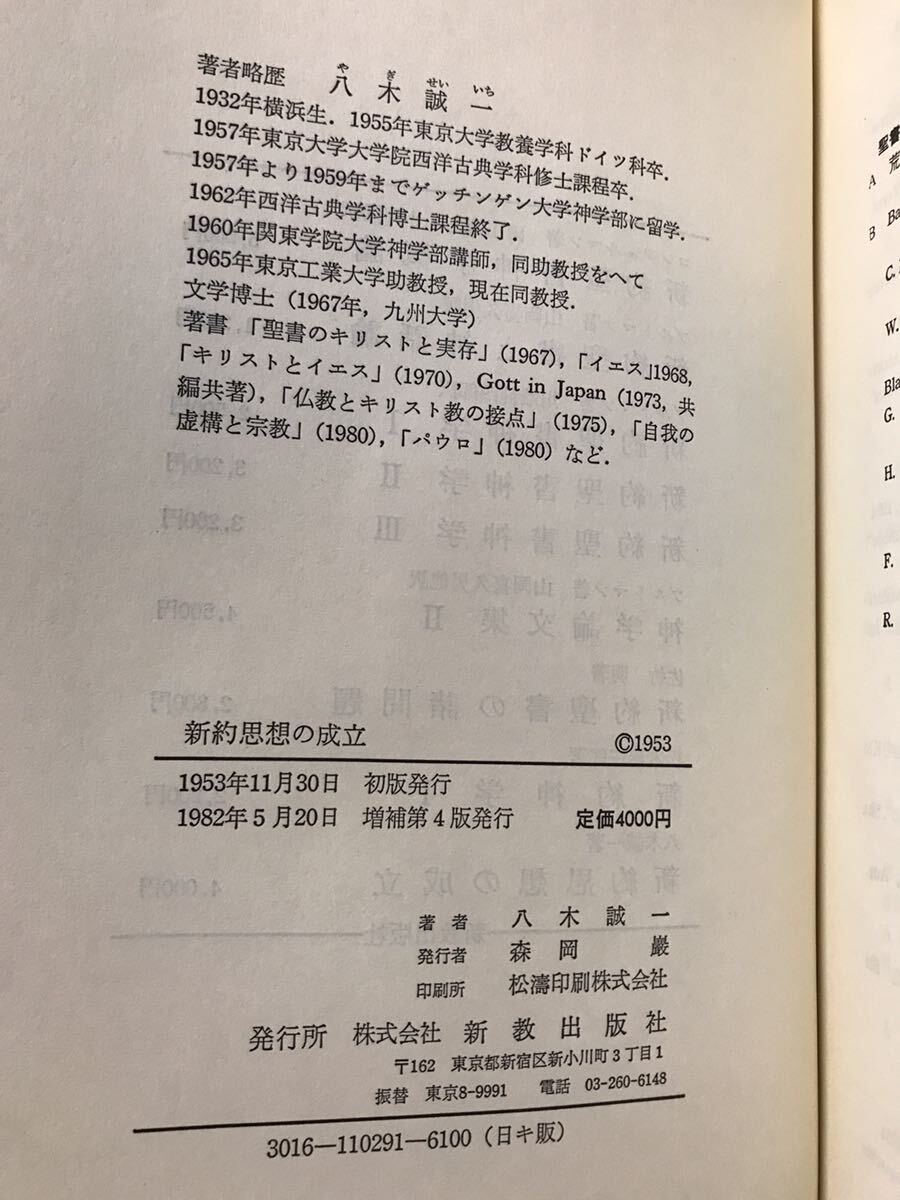 やぎせいいち
著者略歴　八木誠一
1932年横浜生．1955年東京大学教養学科ドイツ科卒．
1957年東京大学大学院西洋古典学科修士課程卒．
1957年より1959年までゲッチンゲン大学神学部に留学．
1962年西洋古典学科博士課程終了．
1960年関東学院大学神学部講師，同助教授をへて
1965年東京工業大学助教授，現在同教授．
文学博士（1967年，九州大学）
著書　「聖書のキリストと実存」（1967），「イエス」1968，
「キリストとイエス」（1970），Gott in Japan（1973，共
編共著），「仏教とキリスト教の接点」（1975），「自我の
虚構と宗教」（1980），「パウロ」（1980）など．
新約思想の成立　©1953
1953年11月30日　初版発行
1982年5月20日　増補第4版発行　定価4000円
著者　八木誠一
発行者　森岡巖
印刷所　松濤印刷株式会社
発行所　株式会社　新教出版社
〒162　東京都新宿区新小川町3丁目1
振替　東京8-9991　電話　03-260-6148
3016—110291—6100（日キ販）
聖書
A　荒
B　Ba
C.
W.
Bla
G.
H.
F.
R.